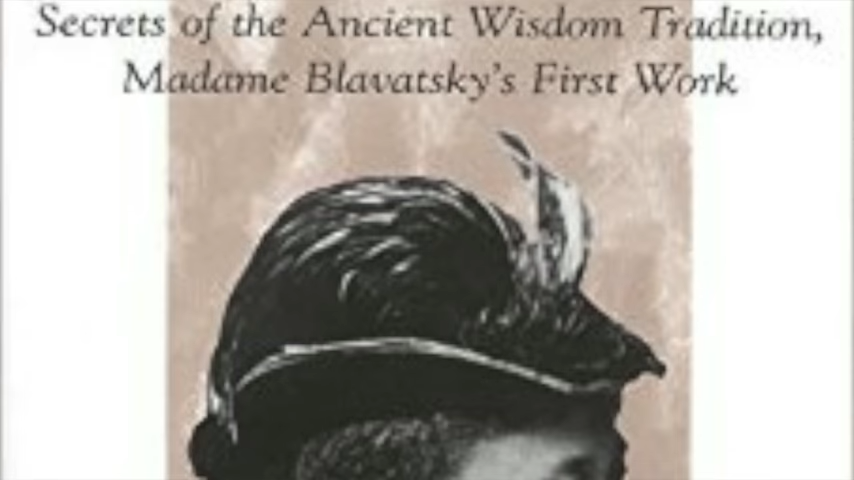 Secrets of the Ancient Wisdom Tradition,
Madame Blavatsky's First Work